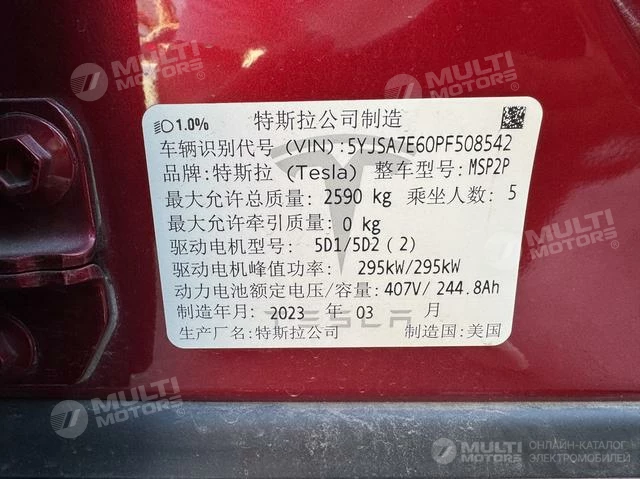 1.0% 特斯拉公司制造
车辆识别代号 (VIN):5YJSA7E60PF508542
品牌:特斯拉 (Tesla) 整车型号:MSP2P
最大允许总质量: 2590 kg 乘坐人数: 5
最大允许牵引质量: 0 kg
驱动电机型号: 5D1/5D2 (2)
驱动电机峰值功率: 295kW/295kW
动力电池额定电压/容量:407V/ 244.8Ah
制造年月: 2023 年 03 月
TESLA
生产厂名:特斯拉公司 制造国:美国
MULTI MOTORS®
MULTI MOTORS®
MULTI MOTORS®
MULTI MOTORS®
MULTI MOTORS
ОНЛАЙН-КАТАЛОГ
ЭЛЕКТРОМОБИЛЕЙ